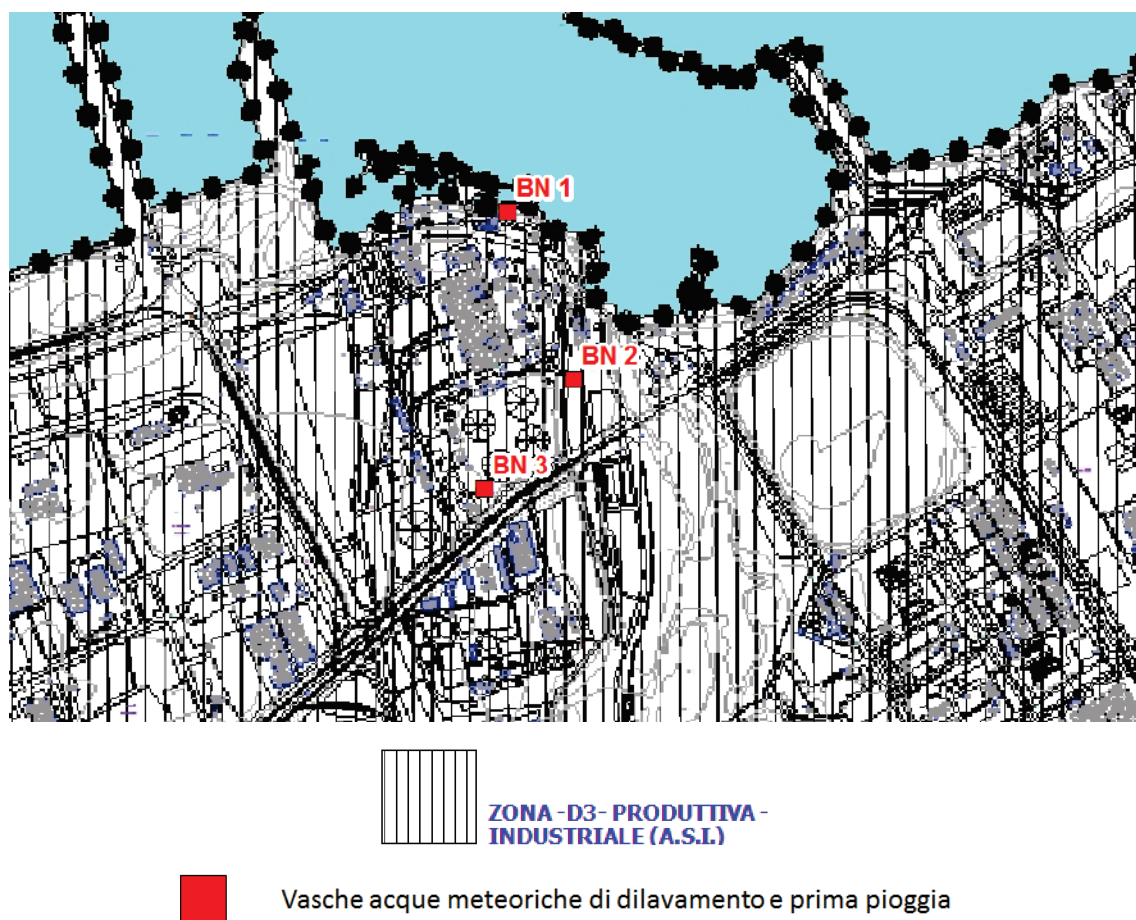 BN 1
BN 2
BN 3
ZONA -D3- PRODUTTIVA -
INDUSTRIALE (A.S.I.)
Vasche acque meteoriche di dilavamento e prima pioggia